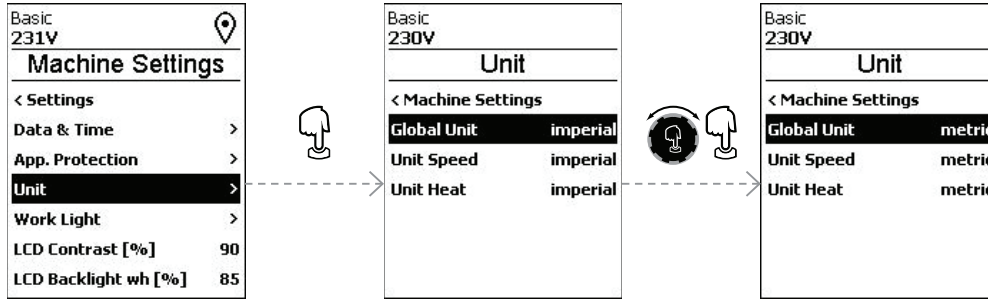 Basic
231V
Machine Settings
< Settings
Data & Time >
App. Protection >
Unit >
Work Light >
LCD Contrast [%] 90
LCD Backlight wh [%] 85
Basic
230V
Unit
< Machine Settings
Global Unit imperial
Unit Speed imperial
Unit Heat imperial
Basic
230V
Unit
< Machine Settings
Global Unit metric
Unit Speed metric
Unit Heat metric